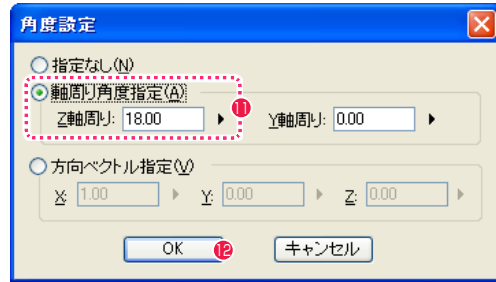 角度設定
指定なし(N)
軸周り角度指定(A)
Z軸周り: 18.00 Y軸周り: 0.00
11
方向ベクトル指定(V)
X: 1.00 Y: 0.00 Z: 0.00
OK 12 キャンセル